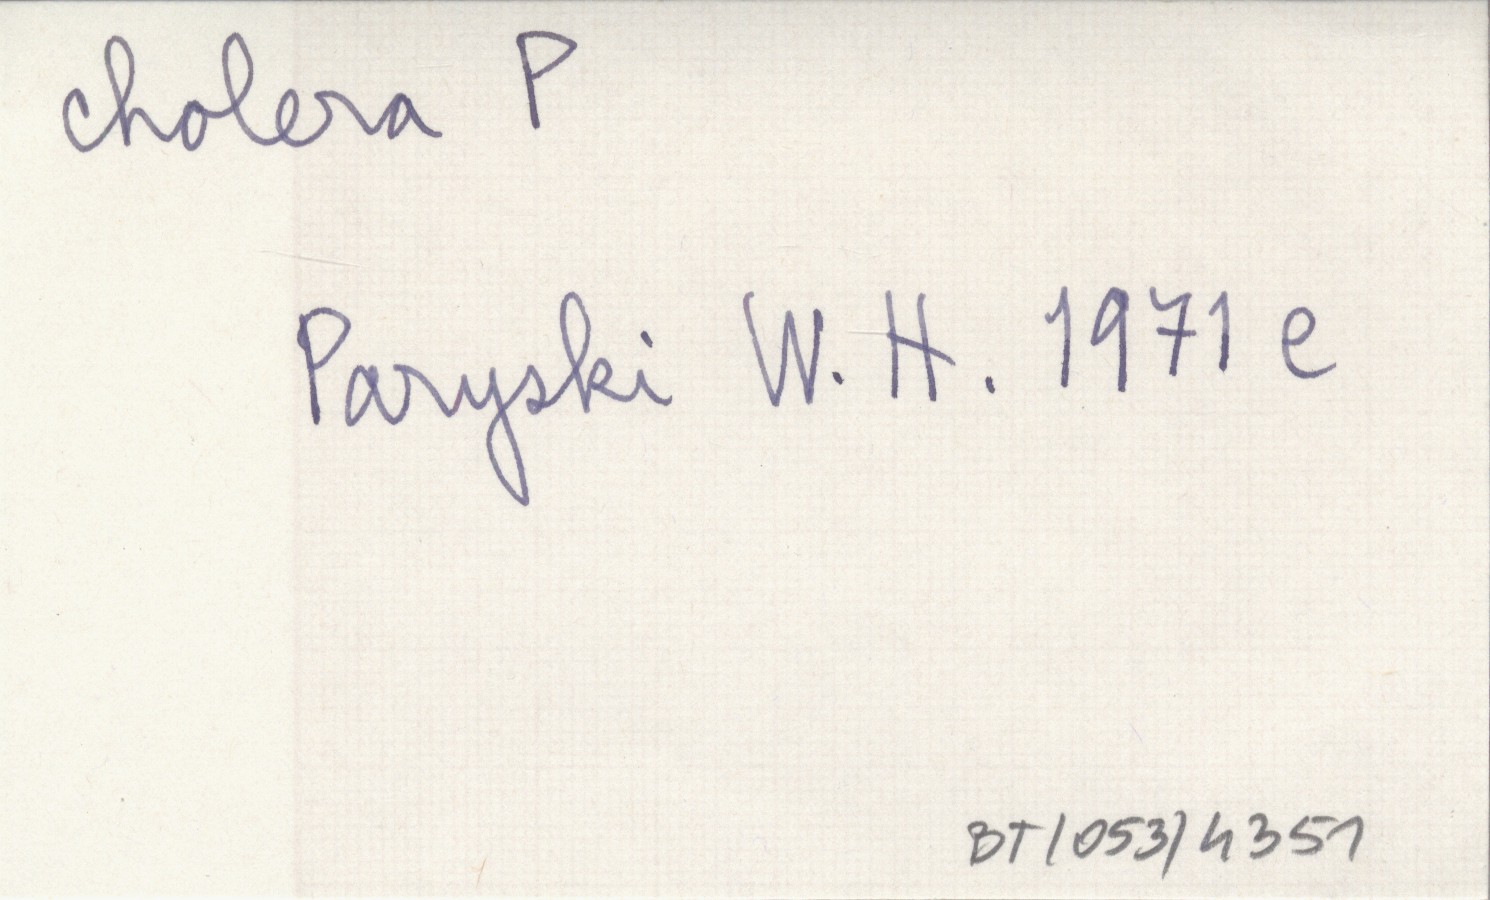 cholera P
Paryski W. H. 1971 e
BT/053/4351